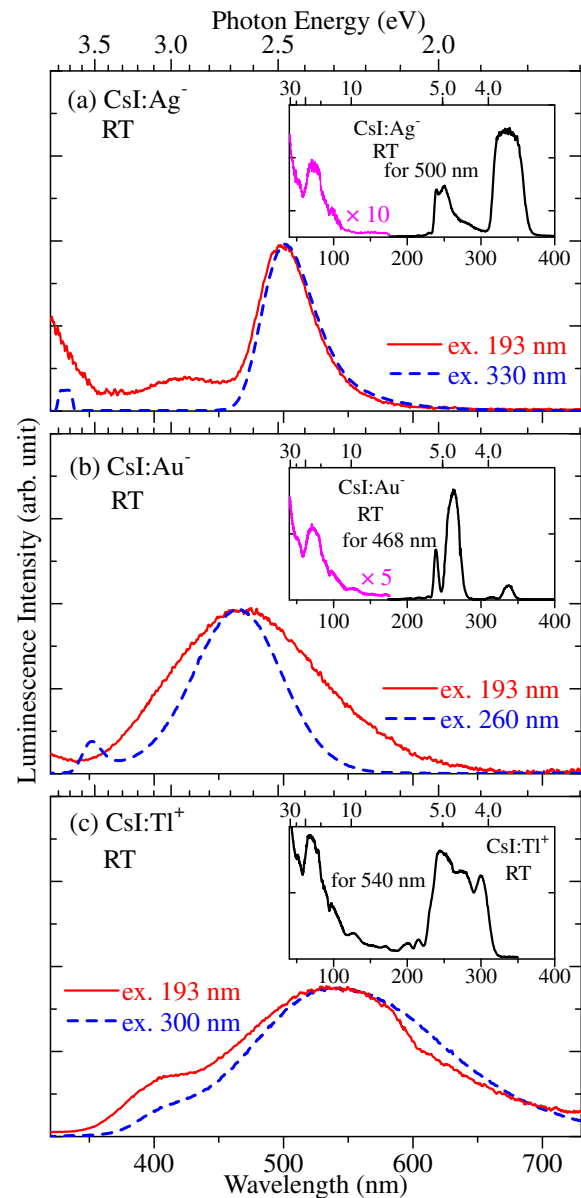 Photon Energy (eV)
3.5 3.0 2.5 2.0
(a) CsI:Ag⁻
RT
30 10 5.0 4.0
CsI:Ag⁻
RT
for 500 nm
× 10
100 200 300 400
ex. 193 nm
ex. 330 nm
Luminescence Intensity (arb. unit)
(b) CsI:Au⁻
RT
30 10 5.0 4.0
CsI:Au⁻
RT
for 468 nm
× 5
100 200 300 400
ex. 193 nm
ex. 260 nm
(c) CsI:Tl⁺
RT
30 10 5.0 4.0
CsI:Tl⁺
RT
for 540 nm
100 200 300 400
ex. 193 nm
ex. 300 nm
400 500 600 700
Wavelength (nm)